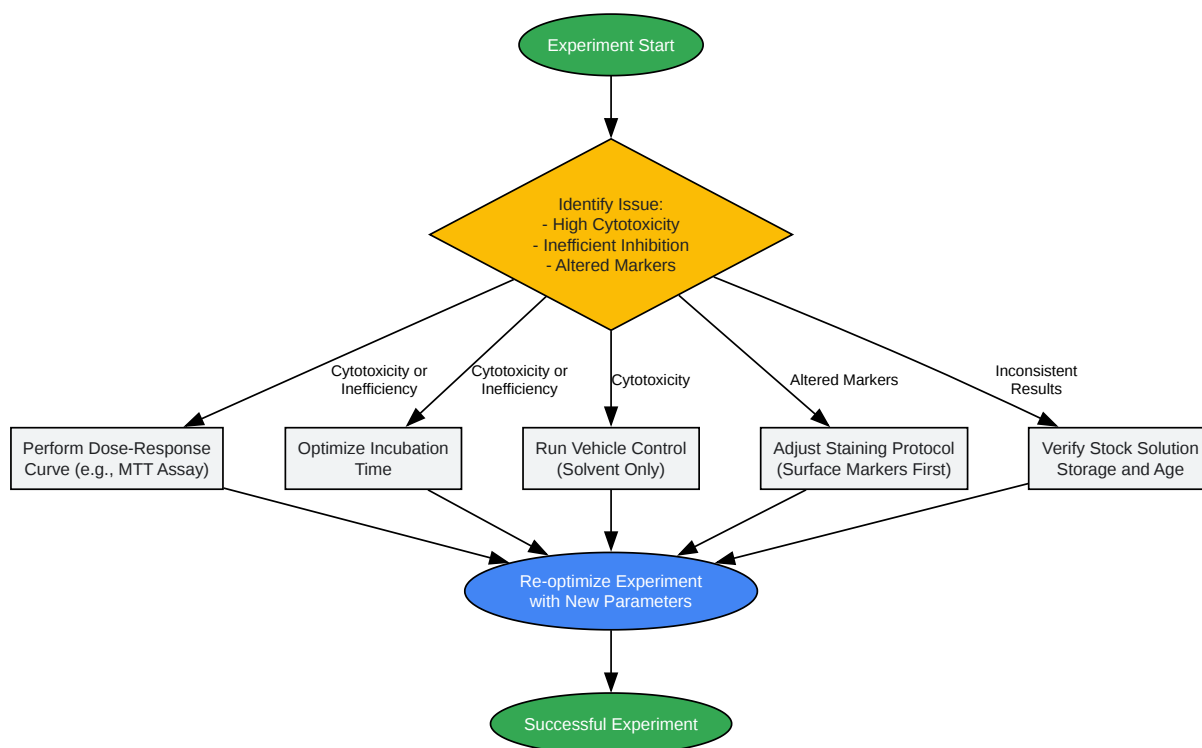 Experiment Start
Identify Issue:
- High Cytotoxicity
- Inefficient Inhibition
- Altered Markers
Cytotoxicity or
Inefficiency
Cytotoxicity or
Inefficiency
Cytotoxicity
Altered Markers
Inconsistent
Results
Perform Dose-Response
Curve (e.g., MTT Assay)
Optimize Incubation
Time
Run Vehicle Control
(Solvent Only)
Adjust Staining Protocol
(Surface Markers First)
Verify Stock Solution
Storage and Age
Re-optimize Experiment
with New Parameters
Successful Experiment